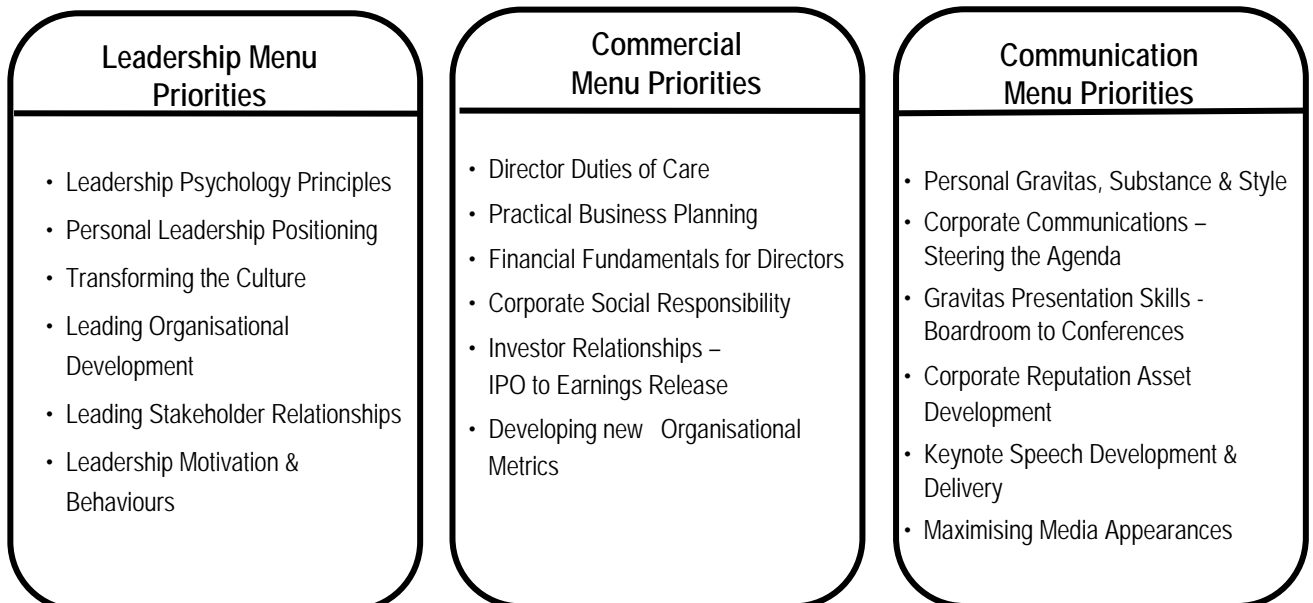 Leadership Menu
Priorities
• Leadership Psychology Principles
• Personal Leadership Positioning
• Transforming the Culture
• Leading Organisational
Development
• Leading Stakeholder Relationships
• Leadership Motivation &
Behaviours
Commercial
Menu Priorities
• Director Duties of Care
• Practical Business Planning
• Financial Fundamentals for Directors
• Corporate Social Responsibility
• Investor Relationships –
IPO to Earnings Release
• Developing new   Organisational
Metrics
Communication
Menu Priorities
• Personal Gravitas, Substance & Style
• Corporate Communications –
Steering the Agenda
• Gravitas Presentation Skills -
Boardroom to Conferences
• Corporate Reputation Asset
Development
• Keynote Speech Development &
Delivery
• Maximising Media Appearances